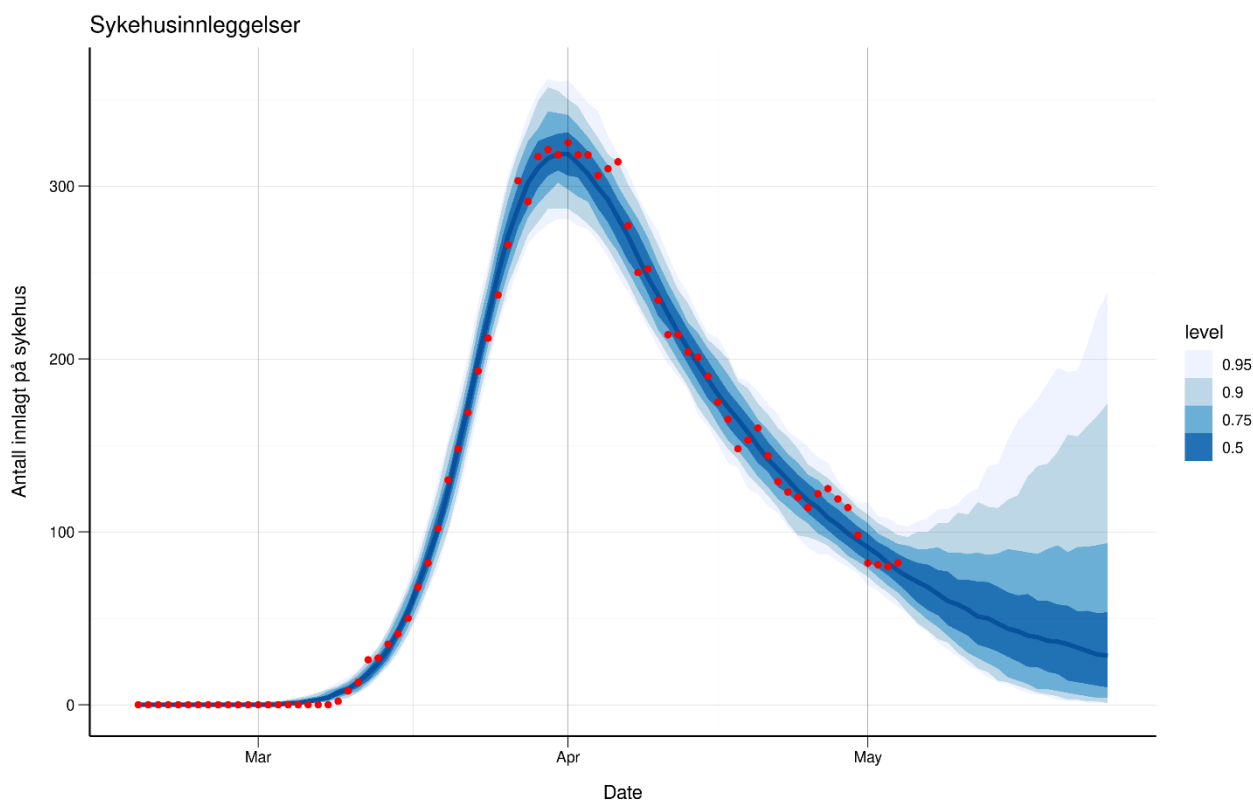 Sykehusinnleggelser
Antall innlagt på sykehus
300
200
100
0
Mar
Apr
May
Date
level
0.95
0.9
0.75
0.5